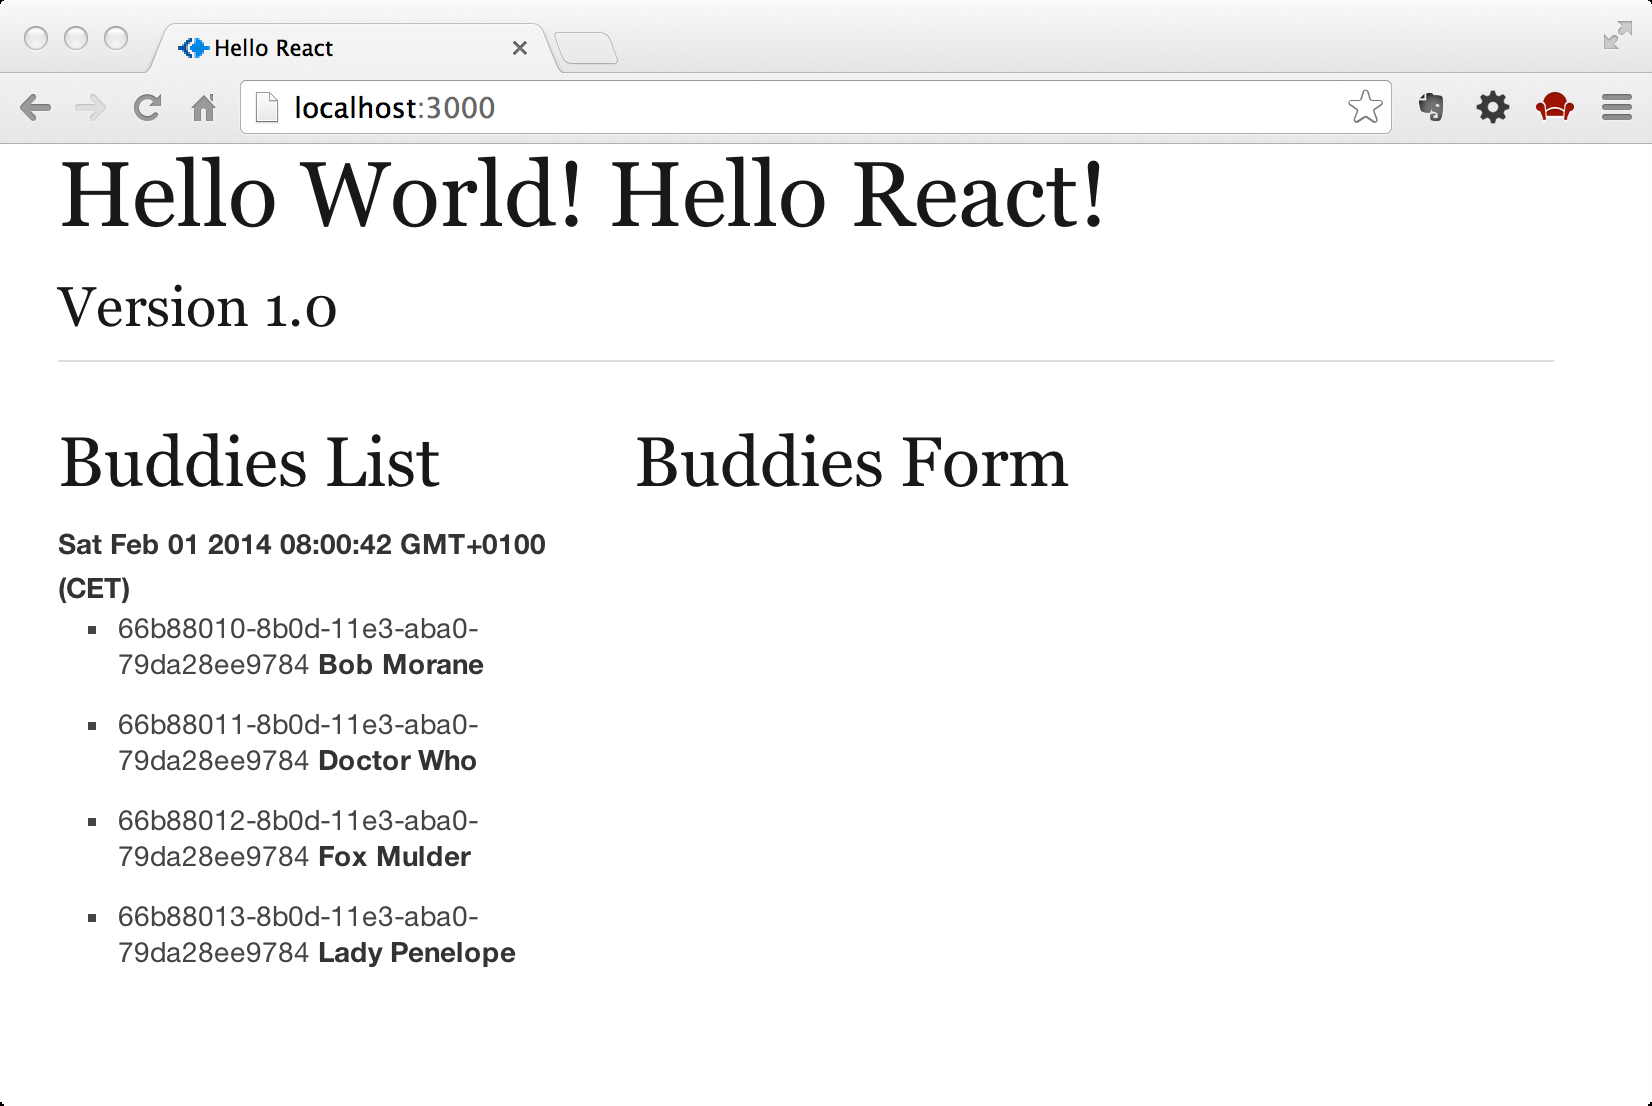 Hello React
localhost:3000
Hello World! Hello React!
Version 1.0
Buddies List
Buddies Form
Sat Feb 01 2014 08:00:42 GMT+0100
(CET)
66b88010-8b0d-11e3-aba0-
79da28ee9784 Bob Morane
66b88011-8b0d-11e3-aba0-
79da28ee9784 Doctor Who
66b88012-8b0d-11e3-aba0-
79da28ee9784 Fox Mulder
66b88013-8b0d-11e3-aba0-
79da28ee9784 Lady Penelope